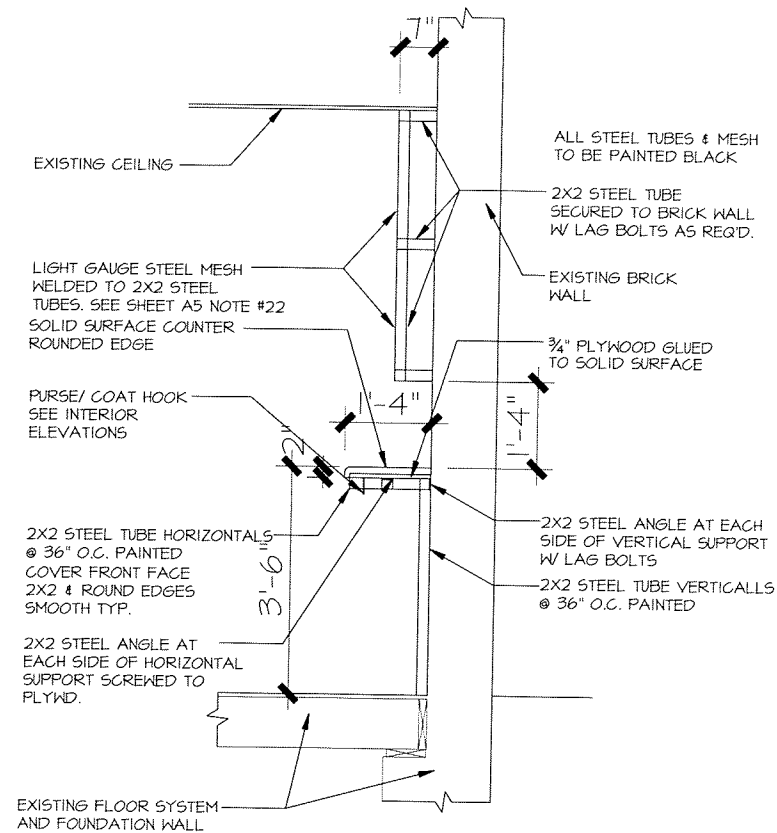 7"
EXISTING CEILING
ALL STEEL TUBES & MESH
TO BE PAINTED BLACK
2X2 STEEL TUBE
SECURED TO BRICK WALL
W/ LAG BOLTS AS REQ'D.
LIGHT GAUGE STEEL MESH
WELDED TO 2X2 STEEL
TUBES. SEE SHEET A5 NOTE #22
EXISTING BRICK
WALL
SOLID SURFACE COUNTER
ROUNDED EDGE
3/4" PLYWOOD GLUED
TO SOLID SURFACE
PURSE/ COAT HOOK
SEE INTERIOR
ELEVATIONS
1'-4"
1'-4"
2"
2X2 STEEL TUBE HORIZONTALS
@ 36" O.C. PAINTED
COVER FRONT FACE
2X2 & ROUND EDGES
SMOOTH TYP.
3'-6"
2X2 STEEL ANGLE AT EACH
SIDE OF VERTICAL SUPPORT
W/ LAG BOLTS
2X2 STEEL TUBE VERTICALLS
@ 36" O.C. PAINTED
2X2 STEEL ANGLE AT
EACH SIDE OF HORIZONTAL
SUPPORT SCREWED TO
PLYWD.
EXISTING FLOOR SYSTEM
AND FOUNDATION WALL